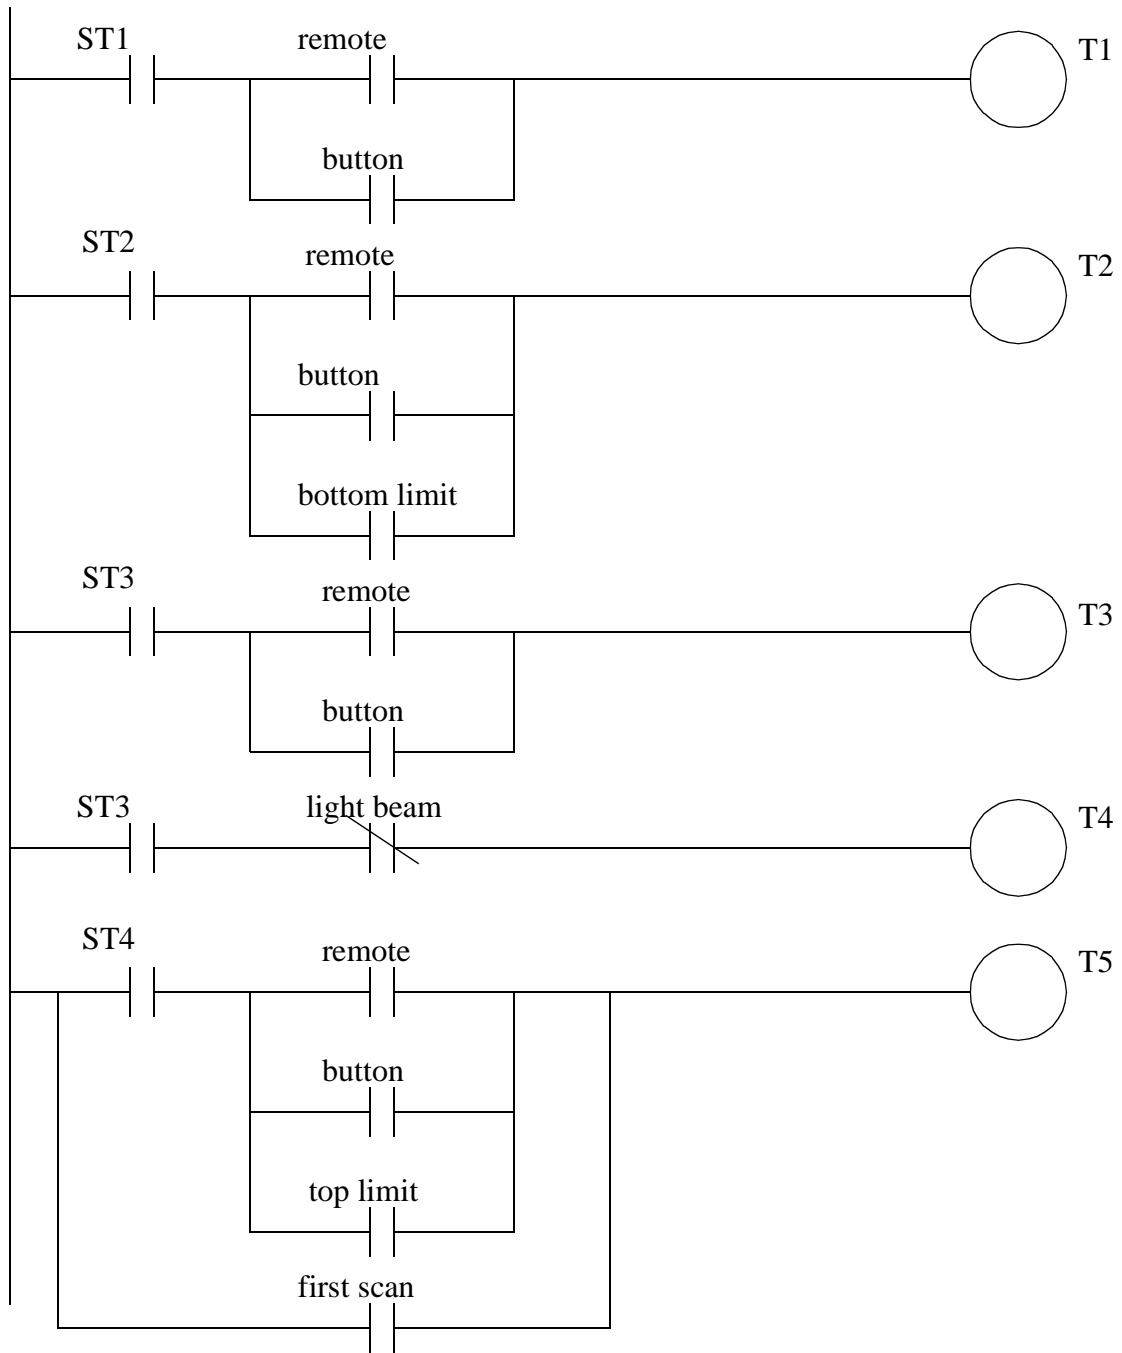 ST1 remote T1
button
ST2 remote T2
button
bottom limit
ST3 remote T3
button
ST3 light beam T4
ST4 remote T5
button
top limit
first scan